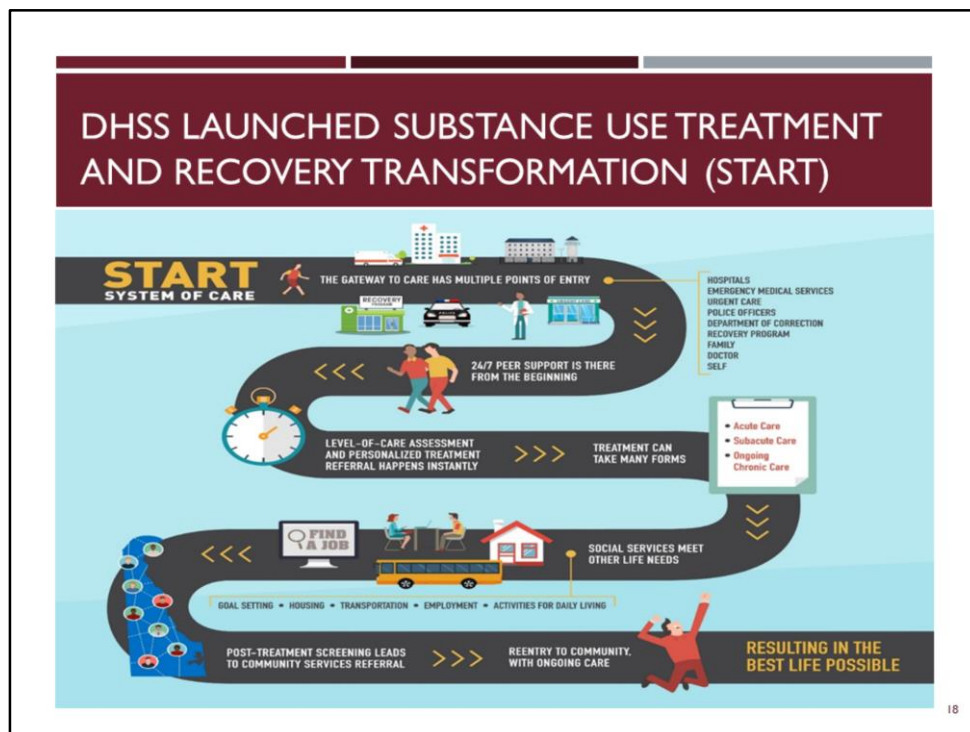 DHSS LAUNCHED SUBSTANCE USE TREATMENT
AND RECOVERY TRANSFORMATION (START)
START
SYSTEM OF CARE
THE GATEWAY TO CARE HAS MULTIPLE POINTS OF ENTRY
HOSPITALS
EMERGENCY MEDICAL SERVICES
URGENT CARE
POLICE OFFICERS
DEPARTMENT OF CORRECTION
RECOVERY PROGRAM
FAMILY
DOCTOR
SELF
RECOVERY
PROGRAM
URGENT CARE
24/7 PEER SUPPORT IS THERE
FROM THE BEGINNING
LEVEL-OF-CARE ASSESSMENT
AND PERSONALIZED TREATMENT
REFERRAL HAPPENS INSTANTLY
TREATMENT CAN
TAKE MANY FORMS
• Acute Care
• Subacute Care
• Ongoing
Chronic Care
FIND
A JOB
SOCIAL SERVICES MEET
OTHER LIFE NEEDS
GOAL SETTING • HOUSING • TRANSPORTATION • EMPLOYMENT • ACTIVITIES FOR DAILY LIVING
POST-TREATMENT SCREENING LEADS
TO COMMUNITY SERVICES REFERRAL
REENTRY TO COMMUNITY,
WITH ONGOING CARE
RESULTING IN THE
BEST LIFE POSSIBLE
18